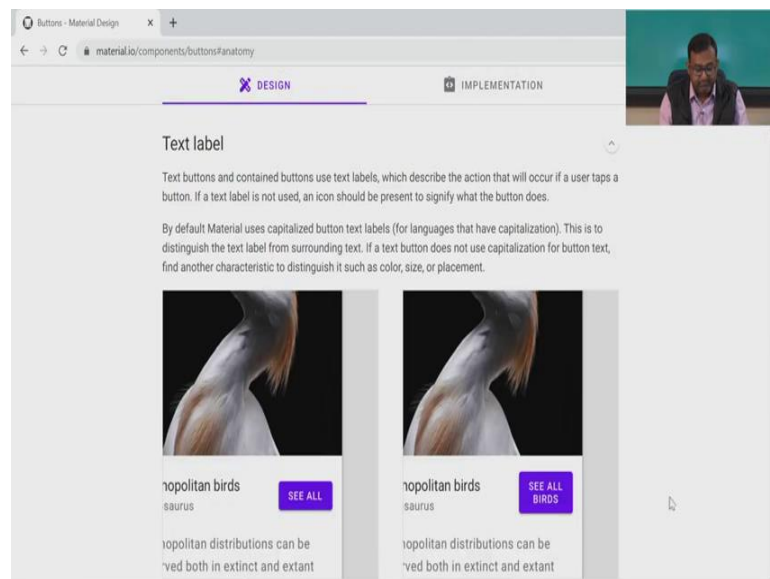 Buttons - Material Design
material.io/components/buttons#anatomy
DESIGN
IMPLEMENTATION
Text label
Text buttons and contained buttons use text labels, which describe the action that will occur if a user taps a
button. If a text label is not used, an icon should be present to signify what the button does.
By default Material uses capitalized button text labels (for languages that have capitalization). This is to
distinguish the text label from surrounding text. If a text button does not use capitalization for button text,
find another characteristic to distinguish it such as color, size, or placement.
nopolitan birds
saurus
SEE ALL
nopolitan distributions can be
ved both in extinct and extant
nopolitan birds
saurus
SEE ALL
BIRDS
nopolitan distributions can be
ved both in extinct and extant